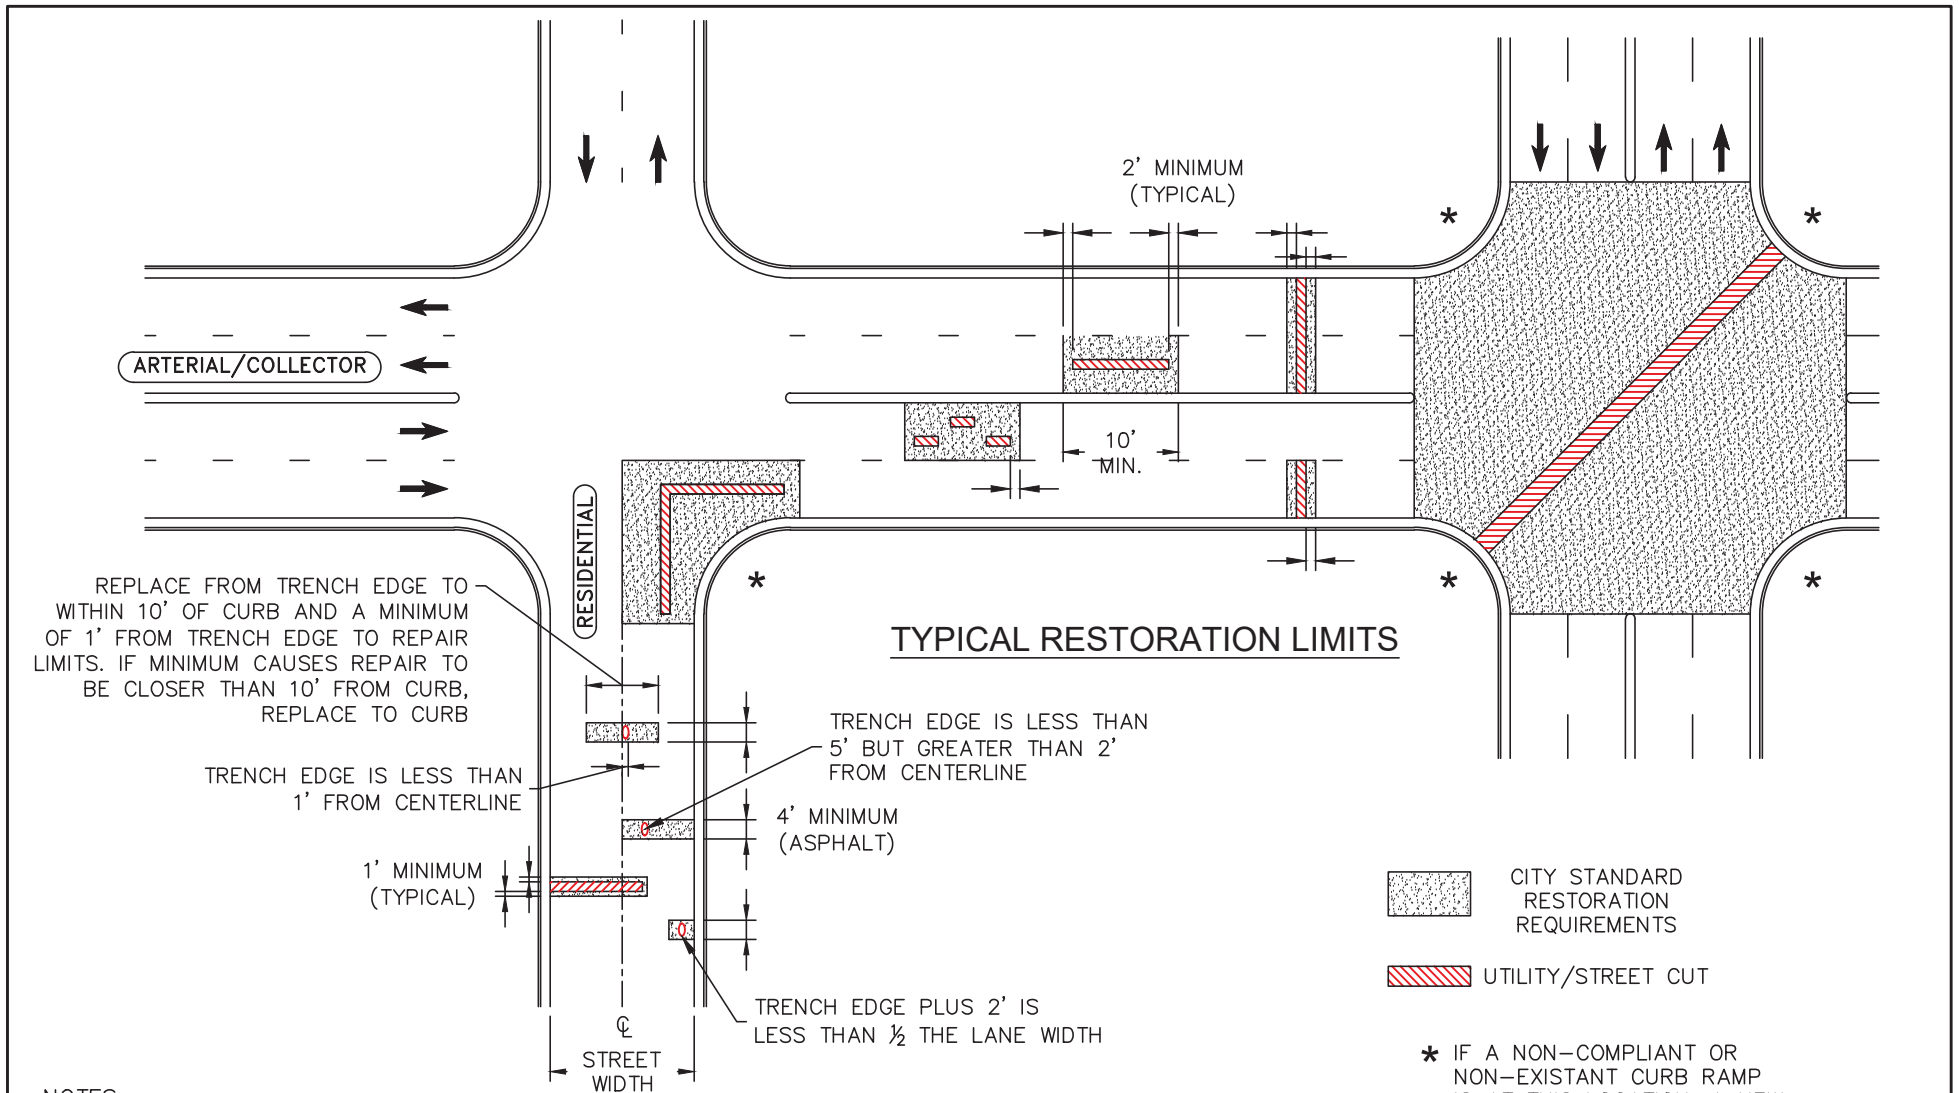 2' MINIMUM
(TYPICAL)
*
*
ARTERIAL/COLLECTOR
10'
MIN.
RESIDENTIAL
*
*
*
REPLACE FROM TRENCH EDGE TO
WITHIN 10' OF CURB AND A MINIMUM
OF 1' FROM TRENCH EDGE TO REPAIR
LIMITS. IF MINIMUM CAUSES REPAIR TO
BE CLOSER THAN 10' FROM CURB,
REPLACE TO CURB
TYPICAL RESTORATION LIMITS
TRENCH EDGE IS LESS THAN
5' BUT GREATER THAN 2'
FROM CENTERLINE
TRENCH EDGE IS LESS THAN
1' FROM CENTERLINE
4' MINIMUM
(ASPHALT)
1' MINIMUM
(TYPICAL)
CITY STANDARD
RESTORATION
REQUIREMENTS
UTILITY/STREET CUT
TRENCH EDGE PLUS 2' IS
LESS THAN ½ THE LANE WIDTH
℄
STREET
WIDTH
* IF A NON-COMPLIANT OR
NON-EXISTANT CURB RAMP